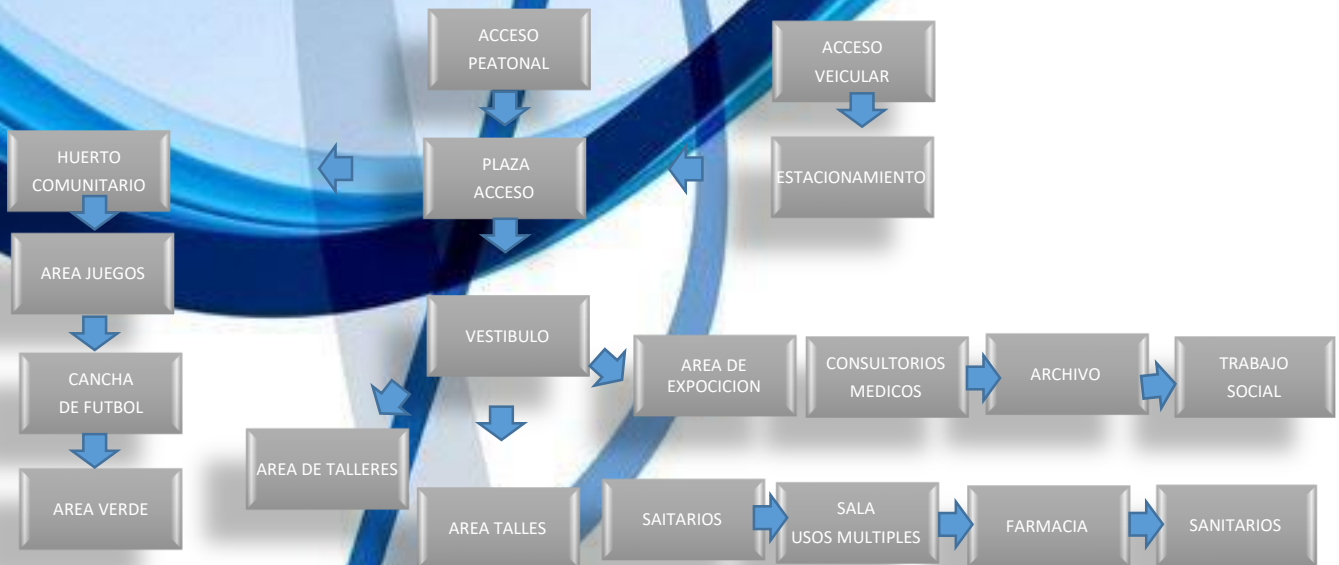 ACCESO
PEATONAL
ACCESO
VEICULAR
HUERTO
COMUNITARIO
PLAZA
ACCESO
ESTACIONAMIENTO
AREA JUEGOS
VESTIBULO
AREA DE
EXPOCICION
CONSULTORIOS
MEDICOS
ARCHIVO
TRABAJO
SOCIAL
CANCHA
DE FUTBOL
AREA DE TALLERES
AREA VERDE
AREA TALLES
SAITARIOS
SALA
USOS MULTIPLES
FARMACIA
SANITARIOS